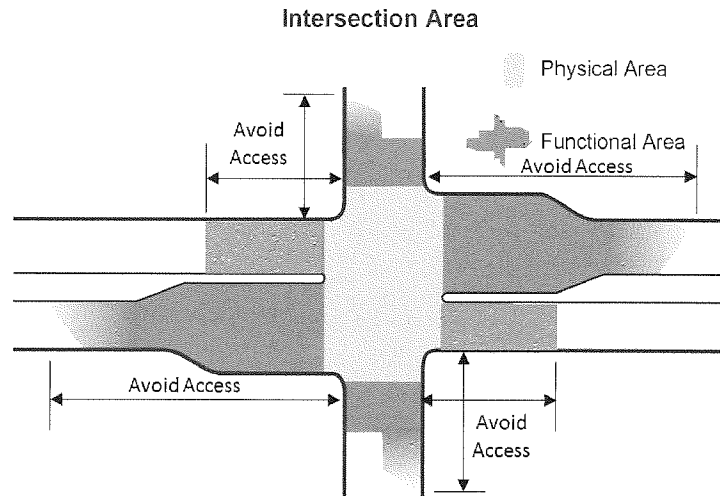 Intersection Area
Physical Area
Functional Area
Avoid Access
Avoid
Access
Avoid Access
Avoid
Access